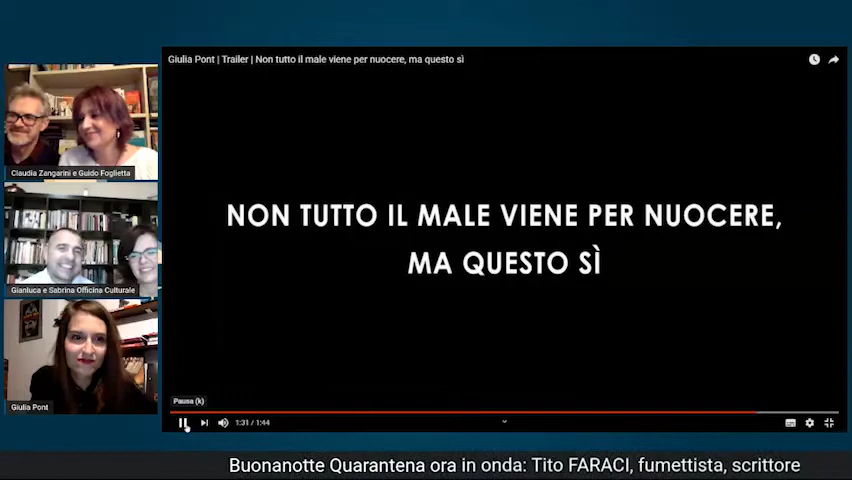 Giulia Pont | Trailer | Non tutto il male viene per nuocere, ma questo sì
Claudia Zangarini e Guido Foglietta
NON TUTTO IL MALE VIENE PER NUOCERE,
MA QUESTO SÌ
Gianluca e Sabrina Officina Culturale
Giulia Pont
Pausa (k)
1:31 / 1:44
Buonanotte Quarantena ora in onda: Tito FARACI, fumettista, scrittore